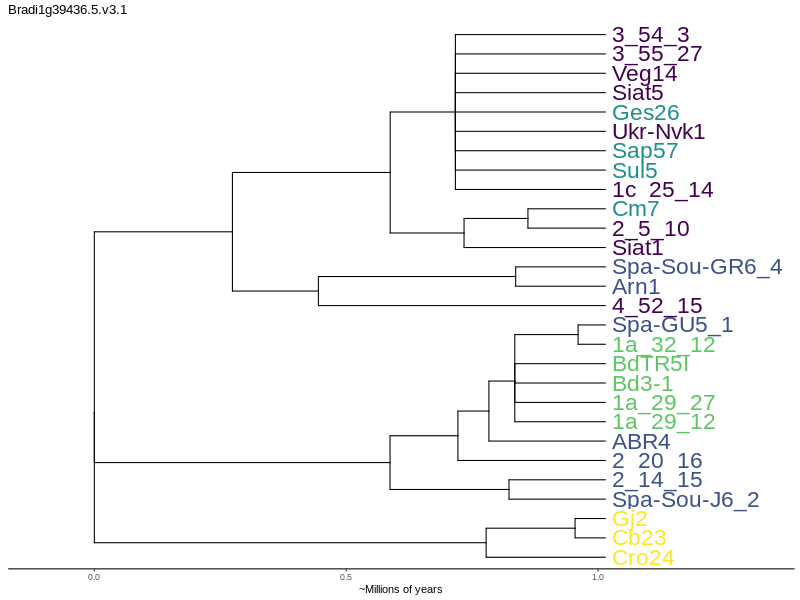 Bradi1g39436.5.v3.1
3_54_3
3_55_27
Veg14
Siat5
Ges26
Ukr-Nvk1
Sap57
Sul5
1c_25_14
Cm7
2_5_10
Siat1
Spa-Sou-GR6_4
Arn1
4_52_15
Spa-GU5_1
1a_32_12
BdTR5I
Bd3-1
1a_29_27
1a_29_12
ABR4
2_20_16
2_14_15
Spa-Sou-J6_2
Gj2
Cb23
Cro24
0.0 0.5 1.0
~Millions of years